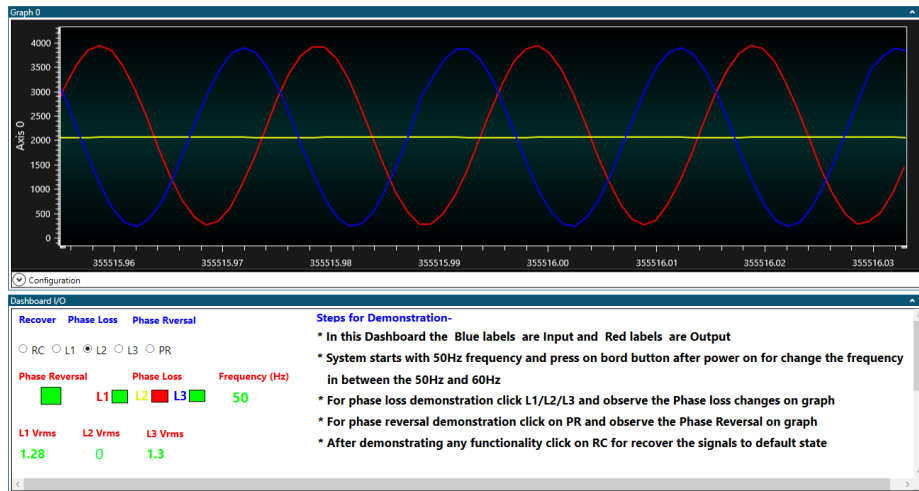 Graph 0
4000
3500
3000
2500
2000
1500
1000
500
0
Axis 0
355515.96 355515.97 355515.98 355515.99 355516.00 355516.01 355516.02 355516.03
Configuration
Dashboard I/O
Recover Phase Loss Phase Rversal
RC L1 L2 L3 PR
Phase Reversal Phase Loss Frequency (Hz)
L1 L2 L3 50
L1 Vrms L2 Vrms L3 Vrms
1.28 0 1.3
Steps for Demonstration-
* In this Dashboard the Blue labels are Input and Red labels are Output
* System starts with 50Hz frequency and press on bord button after power on for change the frequency
in between the 50Hz and 60Hz
* For phase loss demonstration click L1/L2/L3 and observe the Phase loss changes on graph
* For phase reversal demonstration click on PR and observe the Phase Reversal on graph
* After demonstrating any functionality click on RC for recover the signals to default state